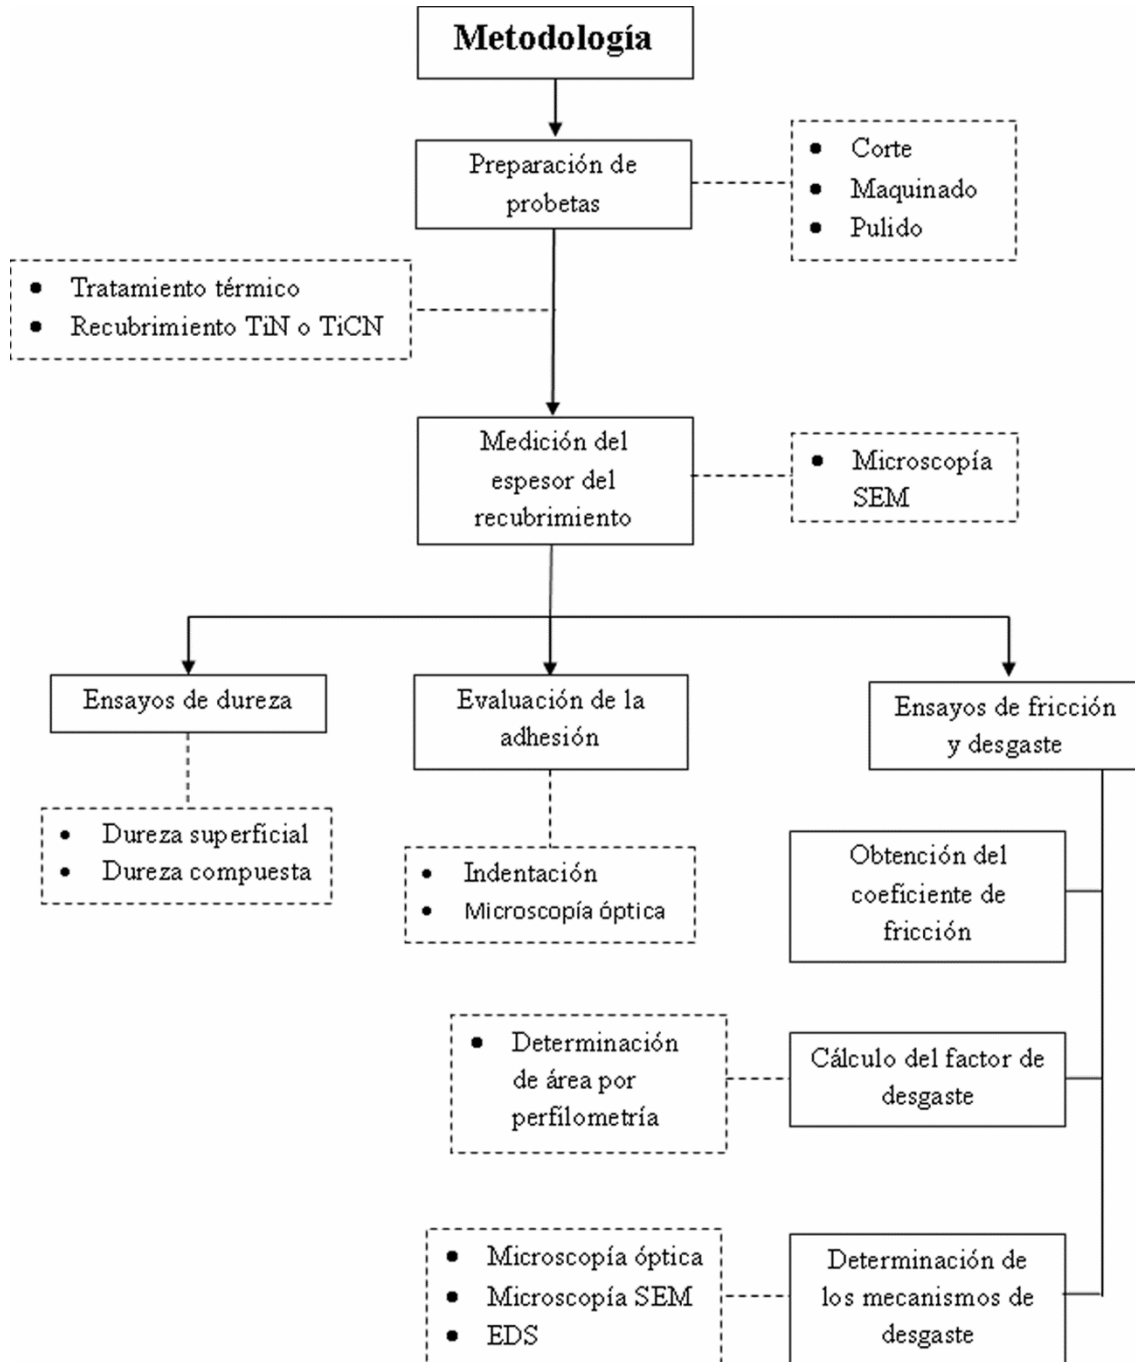 Metodología
Preparación de
probetas
● Corte
● Maquinado
● Pulido
● Tratamiento térmico
● Recubrimiento TiN o TiCN
Medición del
espesor del
recubrimiento
● Microscopía
SEM
Ensayos de dureza
Evaluación de la
adhesión
Ensayos de fricción
y desgaste
● Dureza superficial
● Dureza compuesta
● Indentación
● Microscopía óptica
Obtención del
coeficiente de
fricción
● Determinación
de área por
perfilometría
Cálculo del factor de
desgaste
● Microscopía óptica
● Microscopía SEM
● EDS
Determinación de
los mecanismos de
desgaste